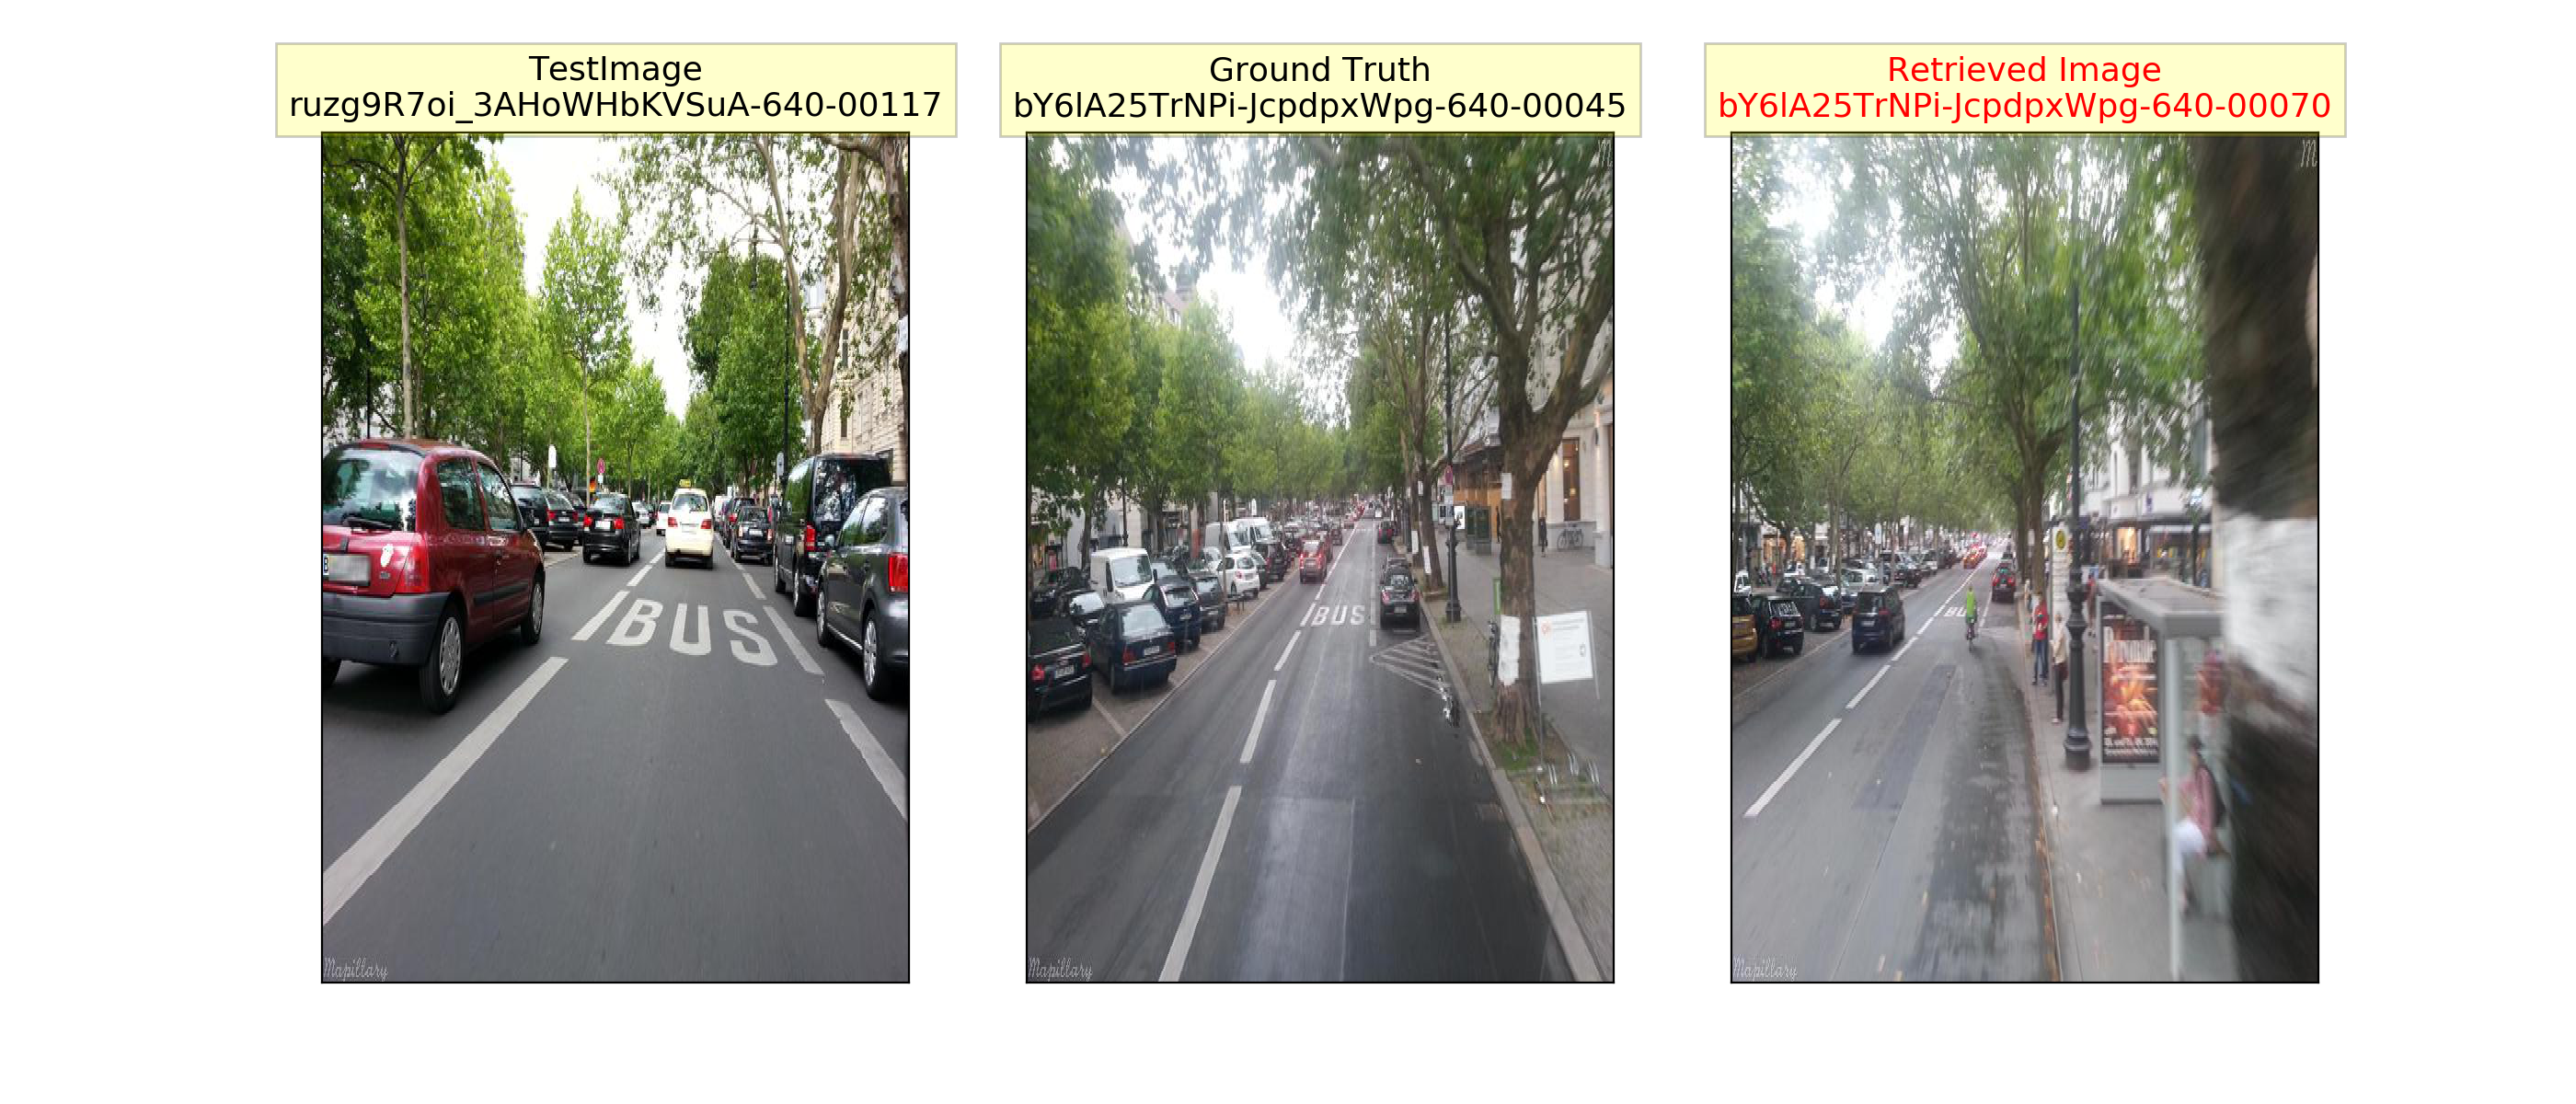 TestImage
ruzg9R7oi_3AHoWHbKVSuA-640-00117
Ground Truth
bY6lA25TrNPi-JcpdpxWpg-640-00045
Retrieved Image
bY6lA25TrNPi-JcpdpxWpg-640-00070
BUS
Mapillary
BUS
Mapillary
M
Mapillary
M